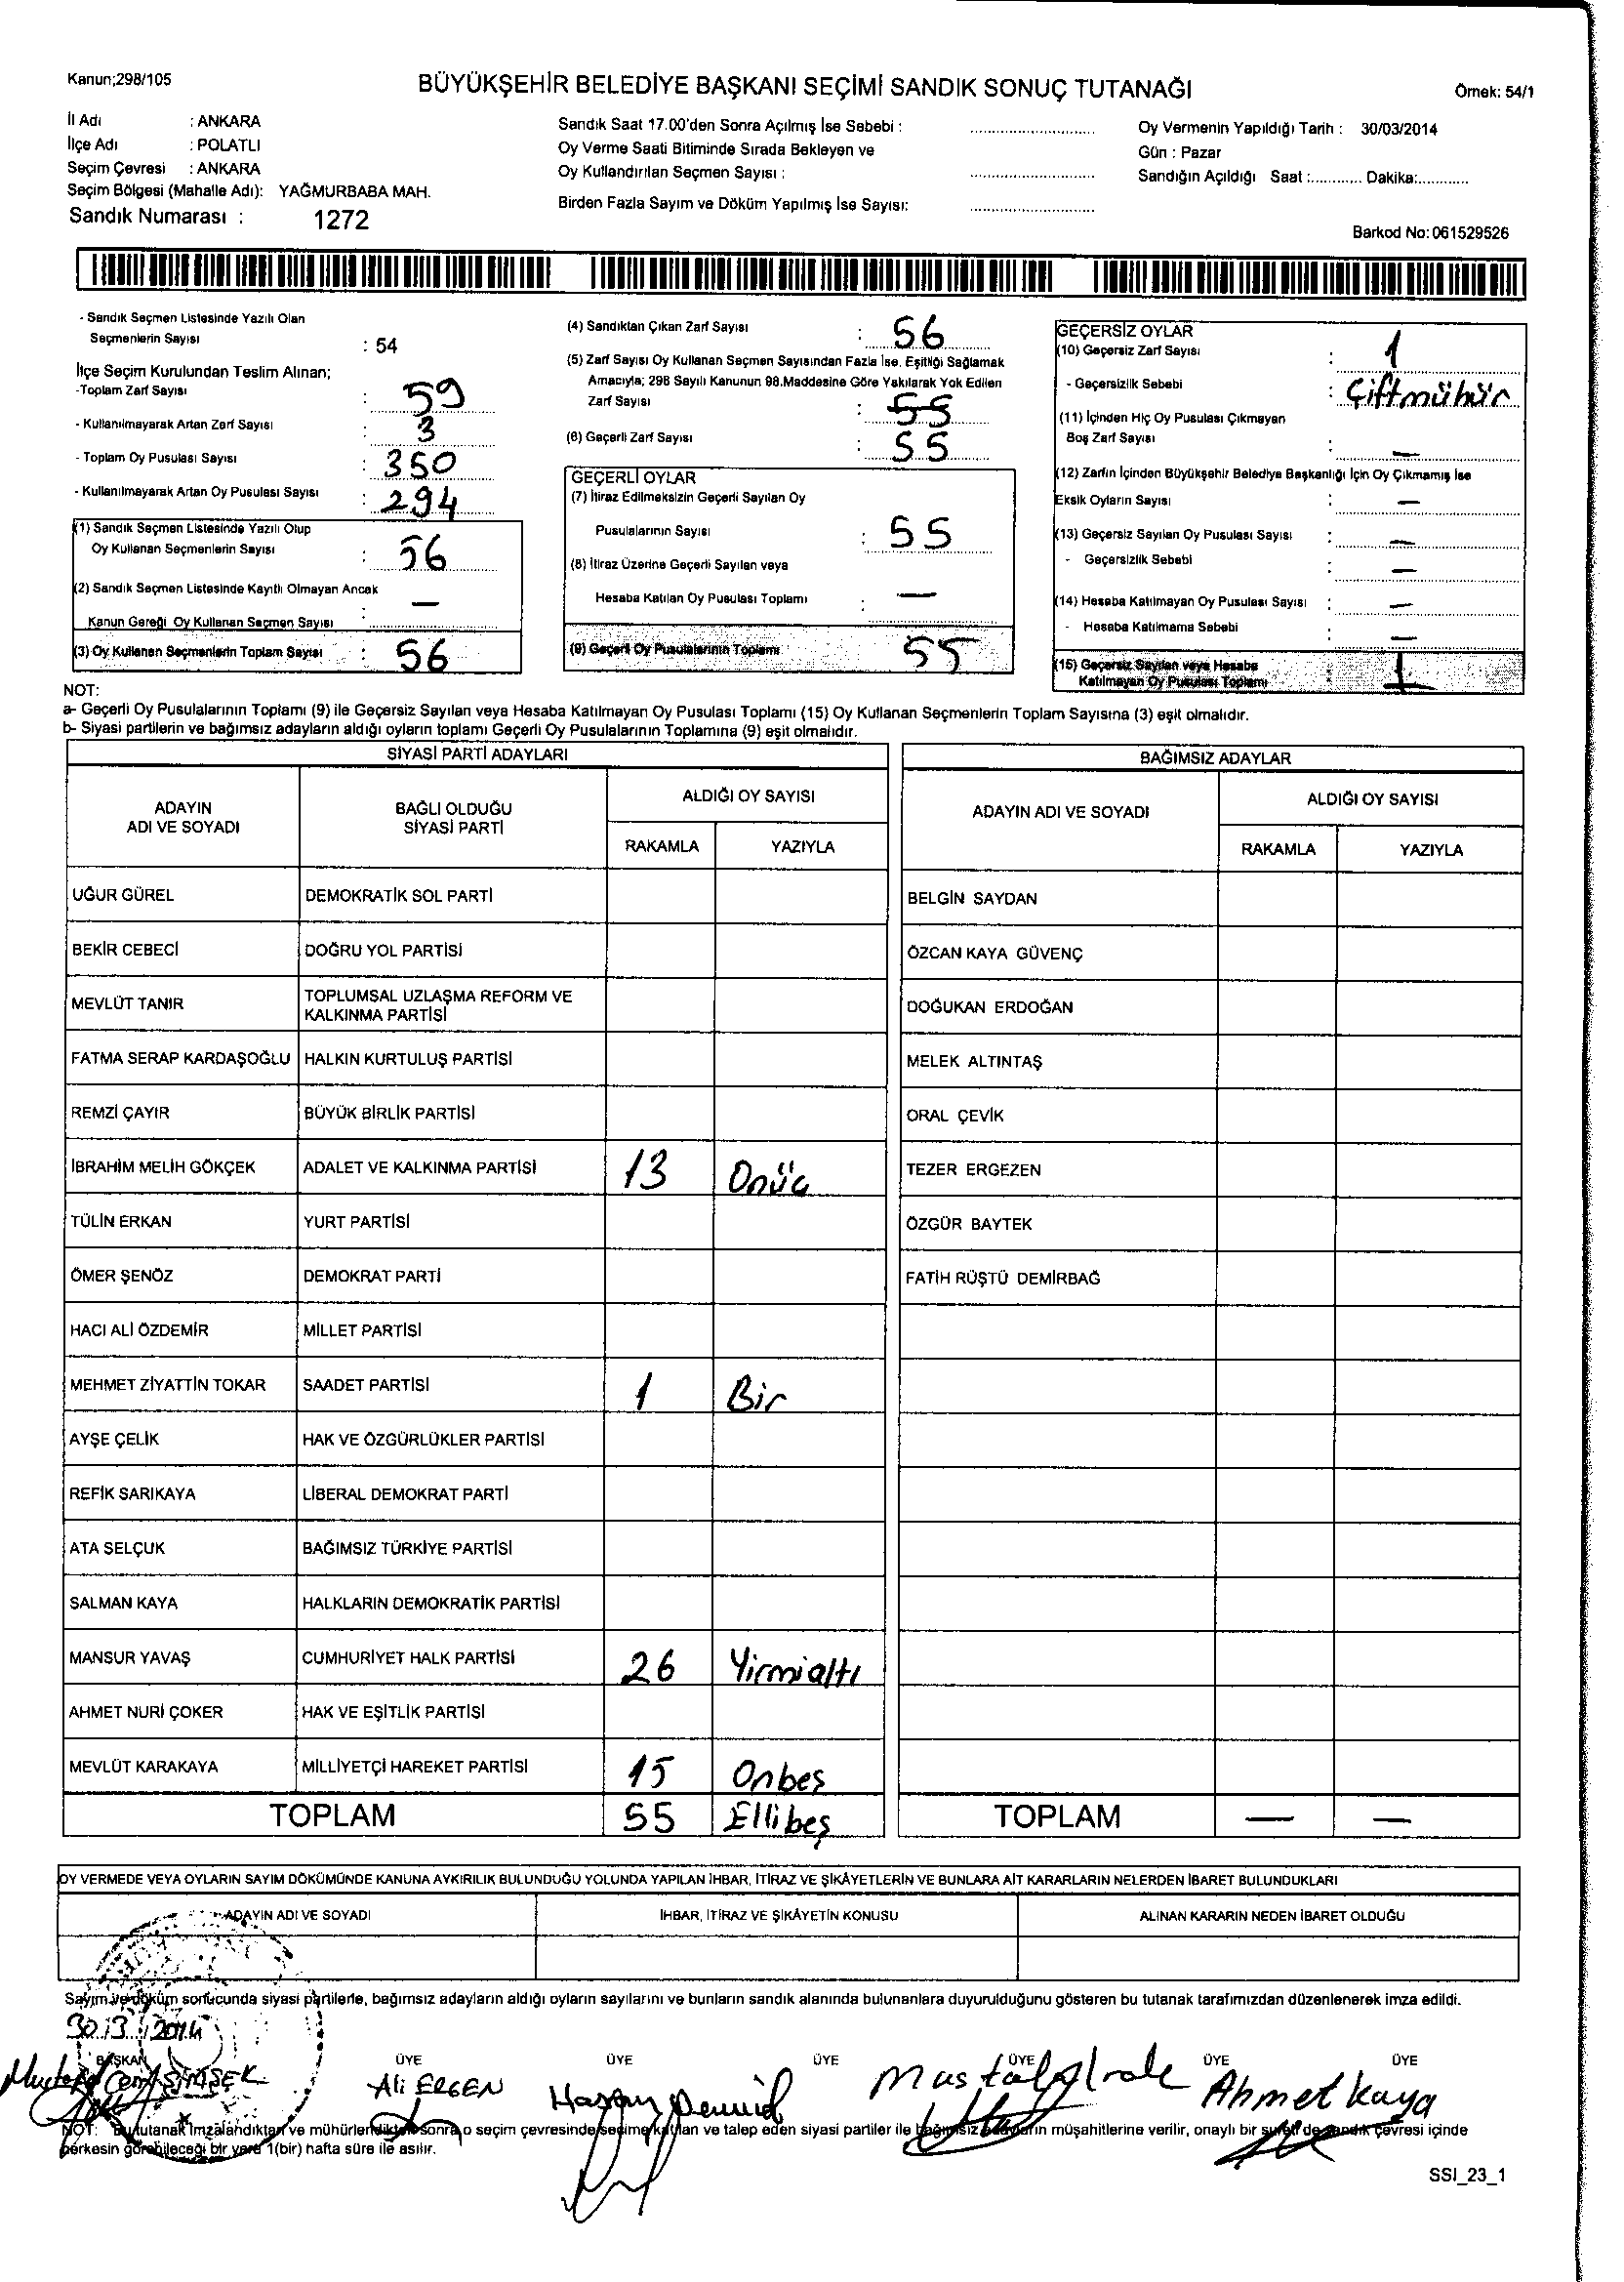 Kanun;298/105
BÜYÜKŞEHİR BELEDİYE BAŞKANI SEÇİMİ SANDIK SONUÇ TUTANAĞI
Örnek: 54/1
İl Adı : ANKARA
İlçe Adı : POLATLI
Seçim Çevresi : ANKARA
Seçim Bölgesi (Mahalle Adı): YAĞMURBABA MAH.
Sandık Numarası : 1272
Sandık Saat 17.00'den Sonra Açılmış İse Sebebi :
Oy Verme Saati Bitiminde Sırada Bekleyen ve
Oy Kullandırılan Seçmen Sayısı :
Birden Fazla Sayım ve Döküm Yapılmış İse Sayısı:
Oy Vermenin Yapıldığı Tarih : 30/03/2014
Gün : Pazar
Sandığın Açıldığı Saat :............ Dakika:............
Barkod No:061529526
- Sandık Seçmen Listesinde Yazılı Olan
Seçmenlerin Sayısı : 54
İlçe Seçim Kurulundan Teslim Alınan;
-Toplam Zarf Sayısı : 59
- Kullanılmayarak Artan Zarf Sayısı : 3
- Toplam Oy Pusulası Sayısı : 350
- Kullanılmayarak Artan Oy Pusulası Sayısı : 294
(1) Sandık Seçmen Listesinde Yazılı Olup
Oy Kullanan Seçmenlerin Sayısı : 56
(2) Sandık Seçmen Listesinde Kayıtlı Olmayan Ancak
Kanun Gereği Oy Kullanan Seçmen Sayısı : —
(3) Oy Kullanan Seçmenlerin Toplam Sayısı : 56
(4) Sandıktan Çıkan Zarf Sayısı : 56
(5) Zarf Sayısı Oy Kullanan Seçmen Sayısından Fazla İse, Eşitliği Sağlamak
Amacıyla; 298 Sayılı Kanunun 98.Maddesine Göre Yakılarak Yok Edilen
Zarf Sayısı : 55
(6) Geçerli Zarf Sayısı : 55
GEÇERLİ OYLAR
(7) İtiraz Edilmeksizin Geçerli Sayılan Oy
Pusulalarının Sayısı : 55
(8) İtiraz Üzerine Geçerli Sayılan veya
Hesaba Katılan Oy Pusulası Toplamı : —
(9) Geçerli Oy Pusulalarının Toplamı 55
GEÇERSİZ OYLAR
(10) Geçersiz Zarf Sayısı : 1
- Geçersizlik Sebebi : Çift mühür
(11) İçinden Hiç Oy Pusulası Çıkmayan
Boş Zarf Sayısı : —
(12) Zarfın İçinden Büyükşehir Belediye Başkanlığı İçin Oy Çıkmamış İse
Eksik Oyların Sayısı : —
(13) Geçersiz Sayılan Oy Pusulası Sayısı : —
- Geçersizlik Sebebi : —
(14) Hesaba Katılmayan Oy Pusulası Sayısı : —
- Hesaba Katılmama Sebebi : —
(15) Geçersiz Sayılan veya Hesaba
Katılmayan Oy Pusulası Toplamı : 1
NOT:
a- Geçerli Oy Pusulalarının Toplamı (9) ile Geçersiz Sayılan veya Hesaba Katılmayan Oy Pusulası Toplamı (15) Oy Kullanan Seçmenlerin Toplam Sayısına (3) eşit olmalıdır.
b- Siyasi partilerin ve bağımsız adayların aldığı oyların toplamı Geçerli Oy Pusulalarının Toplamına (9) eşit olmalıdır.
SİYASİ PARTİ ADAYLARI
ADAYIN ADI VE SOYADI BAĞLI OLDUĞU SİYASİ PARTİ ALDIĞI OY SAYISI
RAKAMLA YAZIYLA
UĞUR GÜREL DEMOKRATİK SOL PARTİ
BEKİR CEBECİ DOĞRU YOL PARTİSİ
MEVLÜT TANIR TOPLUMSAL UZLAŞMA REFORM VE
KALKINMA PARTİSİ
FATMA SERAP KARDAŞOĞLU HALKIN KURTULUŞ PARTİSİ
REMZİ ÇAYIR BÜYÜK BİRLİK PARTİSİ
İBRAHİM MELİH GÖKÇEK ADALET VE KALKINMA PARTİSİ 13 Onüç
TÜLİN ERKAN YURT PARTİSİ
ÖMER ŞENÖZ DEMOKRAT PARTİ
HACI ALİ ÖZDEMİR MİLLET PARTİSİ
MEHMET ZİYATTİN TOKAR SAADET PARTİSİ 1 Bir
AYŞE ÇELİK HAK VE ÖZGÜRLÜKLER PARTİSİ
REFİK SARIKAYA LİBERAL DEMOKRAT PARTİ
ATA SELÇUK BAĞIMSIZ TÜRKİYE PARTİSİ
SALMAN KAYA HALKLARIN DEMOKRATİK PARTİSİ
MANSUR YAVAŞ CUMHURİYET HALK PARTİSİ 26 Yirmialtı
AHMET NURİ ÇOKER HAK VE EŞİTLİK PARTİSİ
MEVLÜT KARAKAYA MİLLİYETÇİ HAREKET PARTİSİ 15 Onbeş
TOPLAM 55 Ellibeş
BAĞIMSIZ ADAYLAR
ADAYIN ADI VE SOYADI ALDIĞI OY SAYISI
RAKAMLA YAZIYLA
BELGİN SAYDAN
ÖZCAN KAYA GÜVENÇ
DOĞUKAN ERDOĞAN
MELEK ALTINTAŞ
ORAL ÇEVİK
TEZER ERGEZEN
ÖZGÜR BAYTEK
FATİH RÜŞTÜ DEMİRBAĞ
TOPLAM — —
OY VERMEDE VEYA OYLARIN SAYIM DÖKÜMÜNDE KANUNA AYKIRILIK BULUNDUĞU YOLUNDA YAPILAN İHBAR, İTİRAZ VE ŞİKÂYETLERİN VE BUNLARA AİT KARARLARIN NELERDEN İBARET BULUNDUKLARI
ADAYIN ADI VE SOYADI İHBAR, İTİRAZ VE ŞİKÂYETİN KONUSU ALINAN KARARIN NEDEN İBARET OLDUĞU
Sayım ve döküm sonucunda siyasi partilerle, bağımsız adayların aldığı oyların sayılarını ve bunların sandık alanında bulunanlara duyurulduğunu gösteren bu tutanak tarafımızdan düzenlenerek imza edildi.
30/3/2014
BAŞKAN ÜYE ÜYE ÜYE ÜYE ÜYE ÜYE
Ali ERGEN Hasan Mustafa Ahmet kaya
NOT: Bu tutanak imzalandıktan ve mühürlendikten sonra o seçim çevresinde seçime katılan ve talep eden siyasi partiler ile bağımsız adayların müşahitlerine verilir, onaylı bir sureti de sandık çevresi içinde
herkesin görebileceği bir yere 1(bir) hafta süre ile asılır.
SSI_23_1